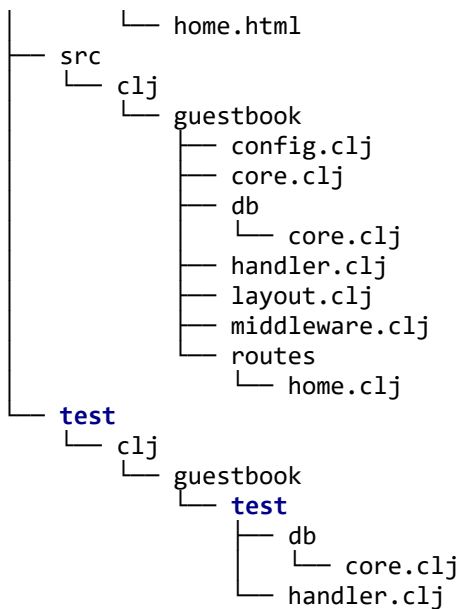 home.html
src
clj
guestbook
config.clj
core.clj
db
core.clj
handler.clj
layout.clj
middleware.clj
routes
home.clj
test
clj
guestbook
test
db
core.clj
handler.clj